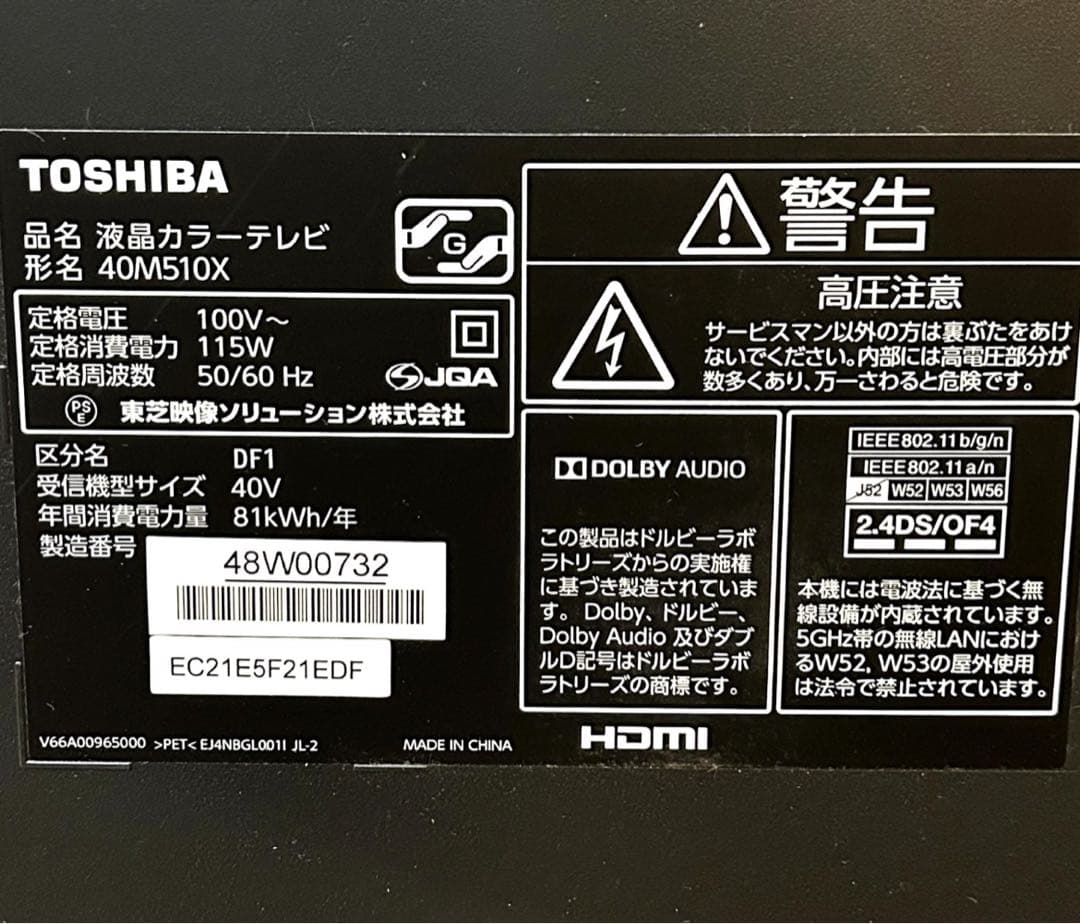 TOSHIBA
品名 液晶カラーテレビ
形名 40M510X
G
定格電圧 100V～
定格消費電力 115W
定格周波数 50/60 Hz
JQA
PS
E
東芝映像ソリューション株式会社
区分名 DF1
受信機型サイズ 40V
年間消費電力量 81kWh/年
製造番号
48W00732
EC21E5F21EDF
V66A00965000 >PET< EJ4NBGL001I JL-2
MADE IN CHINA
警告
高圧注意
サービスマン以外の方は裏ぶたをあけ
ないでください。内部には高電圧部分が
数多くあり、万一さわると危険です。
DOLBY AUDIO
この製品はドルビーラボ
ラトリーズからの実施権
に基づき製造されていま
す。Dolby、ドルビー、
Dolby Audio 及びダブ
ルD記号はドルビーラボ
ラトリーズの商標です。
HDMI
IEEE802.11b/g/n
IEEE802.11a/n
J52 W52 W53 W56
2.4DS/OF4
本機には電波法に基づく無
線設備が内蔵されています。
5GHz帯の無線LANにおけ
るW52, W53の屋外使用
は法令で禁止されています。